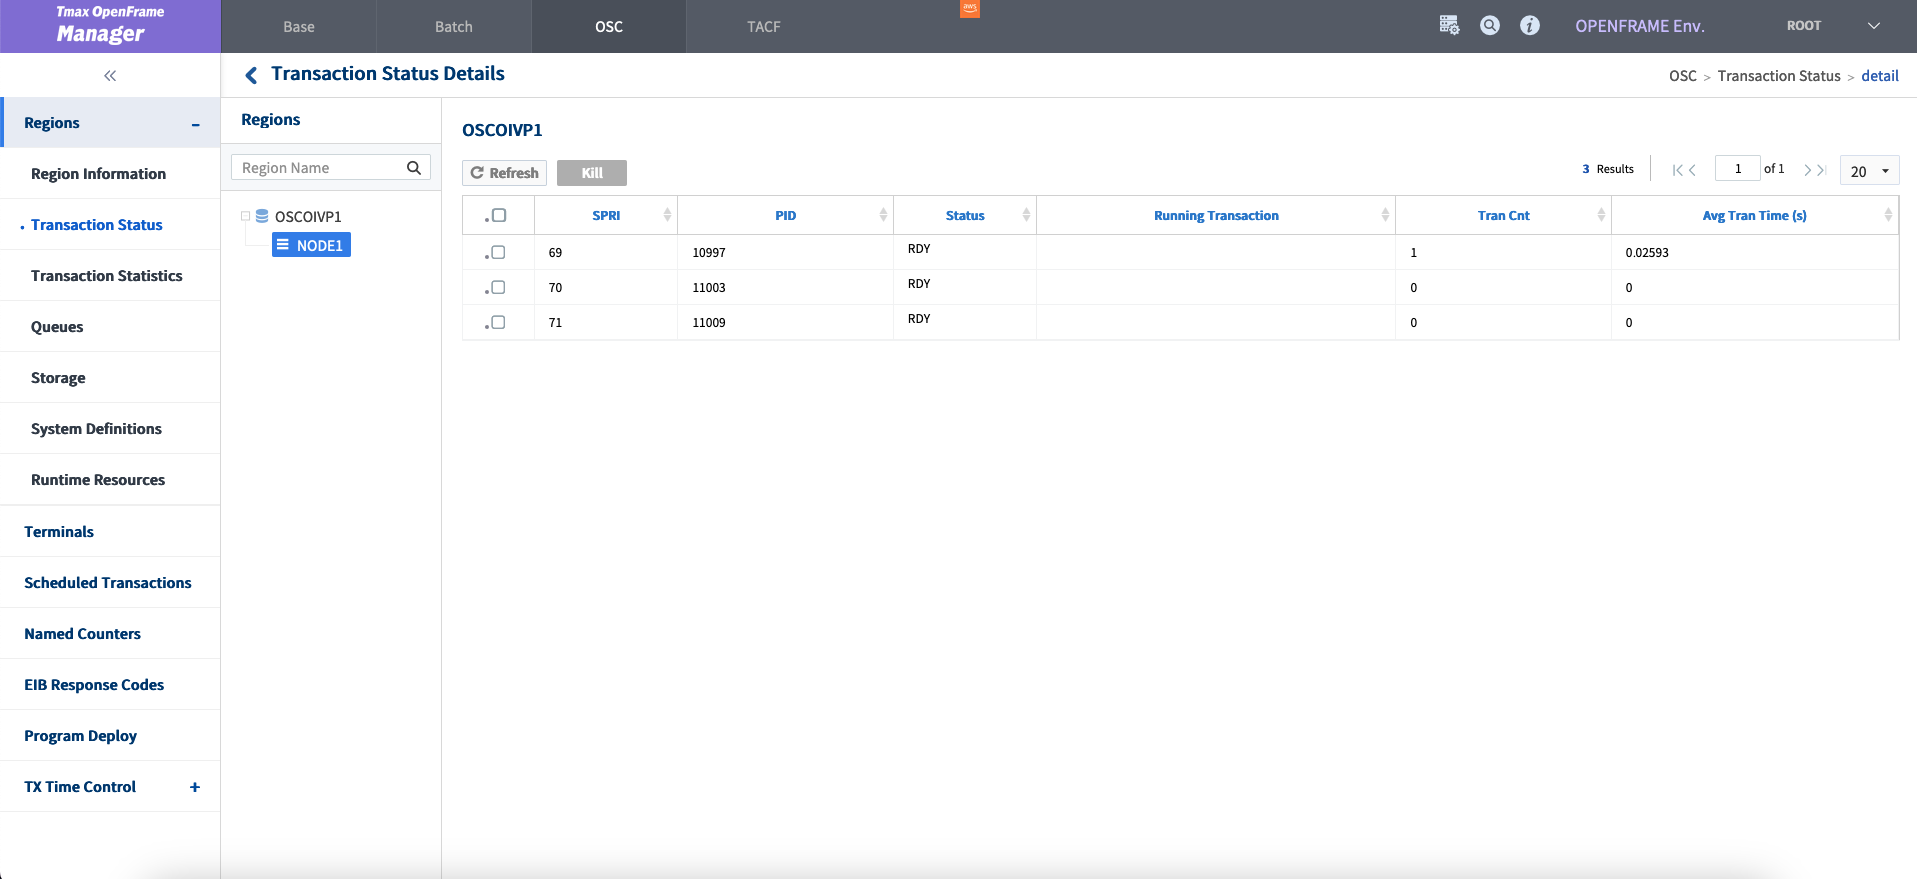 Tmax OpenFrame
Manager
Base
Batch
OSC
TACF
aws
OPENFRAME Env.
ROOT
Transaction Status Details
OSC > Transaction Status > detail
Regions
Region Information
Transaction Status
Transaction Statistics
Queues
Storage
System Definitions
Runtime Resources
Terminals
Scheduled Transactions
Named Counters
EIB Response Codes
Program Deploy
TX Time Control
Regions
Region Name
OSCOIVP1
NODE1
OSCOIVP1
Refresh
Kill
3 Results
1 of 1
20
SPRI PID Status Running Transaction Tran Cnt Avg Tran Time (s)
69 10997 RDY 1 0.02593
70 11003 RDY 0 0
71 11009 RDY 0 0